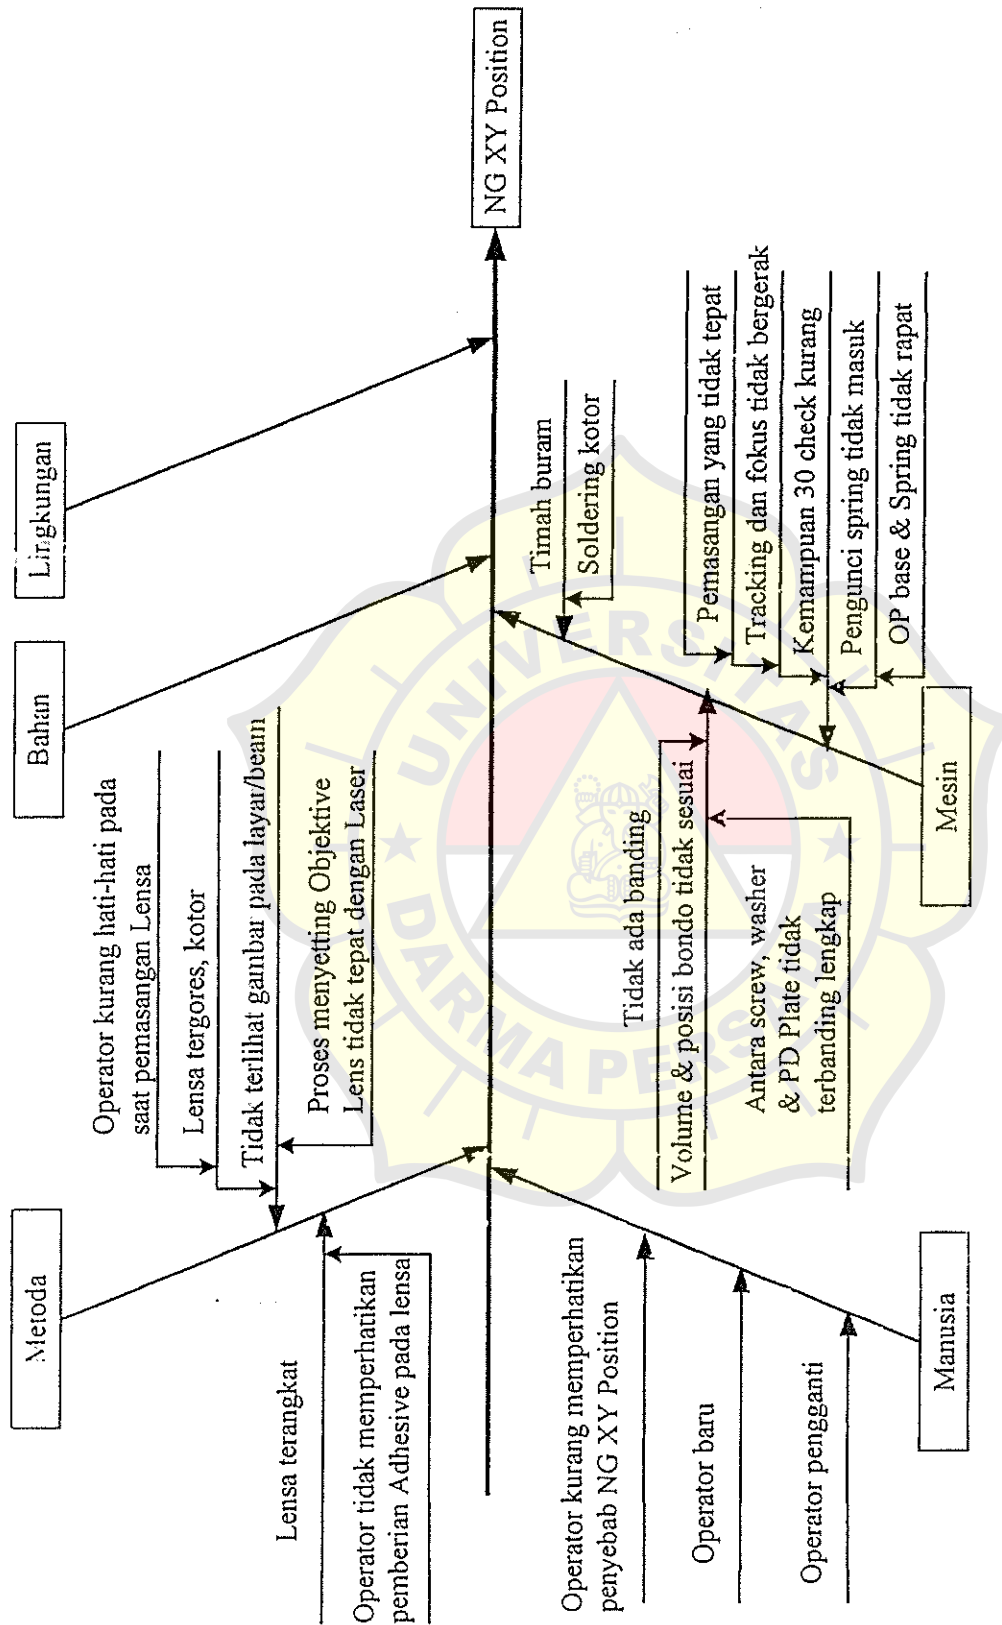 Metoda
Bahan
Lingkungan
Operator kurang hati-hati pada
saat pemasangan Lensa
Lensa tergores, kotor
Tidak terlihat gambar pada layar/beam
Proses menyetting Objektive
Lens tidak tepat dengan Laser
Lensa terangkat
Operator tidak memperhatikan
pemberian Adhesive pada lensa
NG XY Position
Operator kurang memperhatikan
penyebab NG XY Position
Operator baru
Operator pengganti
Manusia
Tidak ada banding
Volume & posisi bondo tidak sesuai
Antara screw, washer
& PD Plate tidak
terbanding lengkap
Timah buram
Soldering kotor
Pemasangan yang tidak tepat
Tracking dan fokus tidak bergerak
Kemampuan 30 check kurang
Pengunci spring tidak masuk
OP base & Spring tidak rapat
Mesin
UNIVERSITAS
DARMA PERSADA